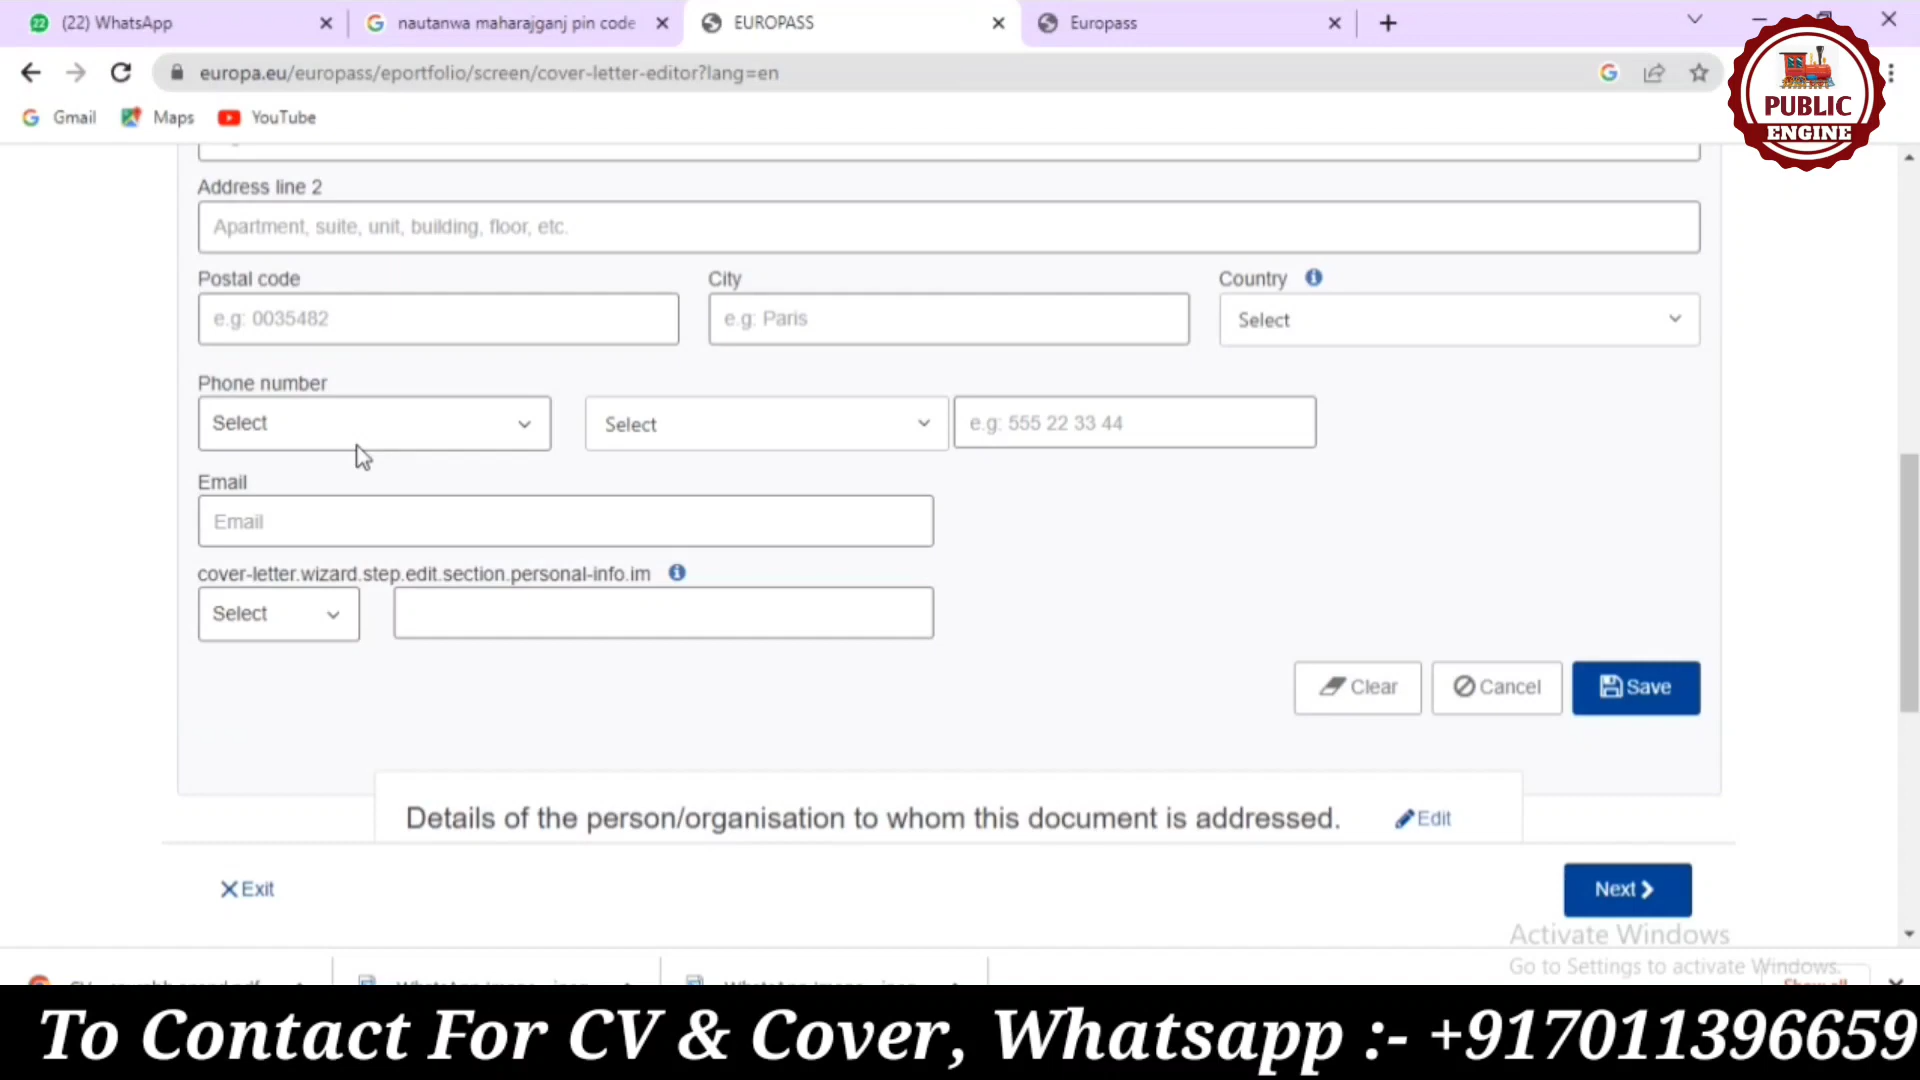 22 (22) WhatsApp
nautanwa maharajganj pin code
EUROPASS
Europass
europa.eu/europass/eportfolio/screen/cover-letter-editor?lang=en
Gmail
Maps
YouTube
PUBLIC
ENGINE
Address line 2
Apartment, suite, unit, building, floor, etc.
Postal code
City
Country
e.g: 0035482
e.g: Paris
Select
Phone number
Select
Select
e.g: 555 22 33 44
Email
Email
cover-letter.wizard.step.edit.section.personal-info.im
Select
Clear
Cancel
Save
Details of the person/organisation to whom this document is addressed.
Edit
Exit
Next
Activate Windows
Go to Settings to activate Windows.
Show all
To Contact For CV & Cover, Whatsapp :- +917011396659